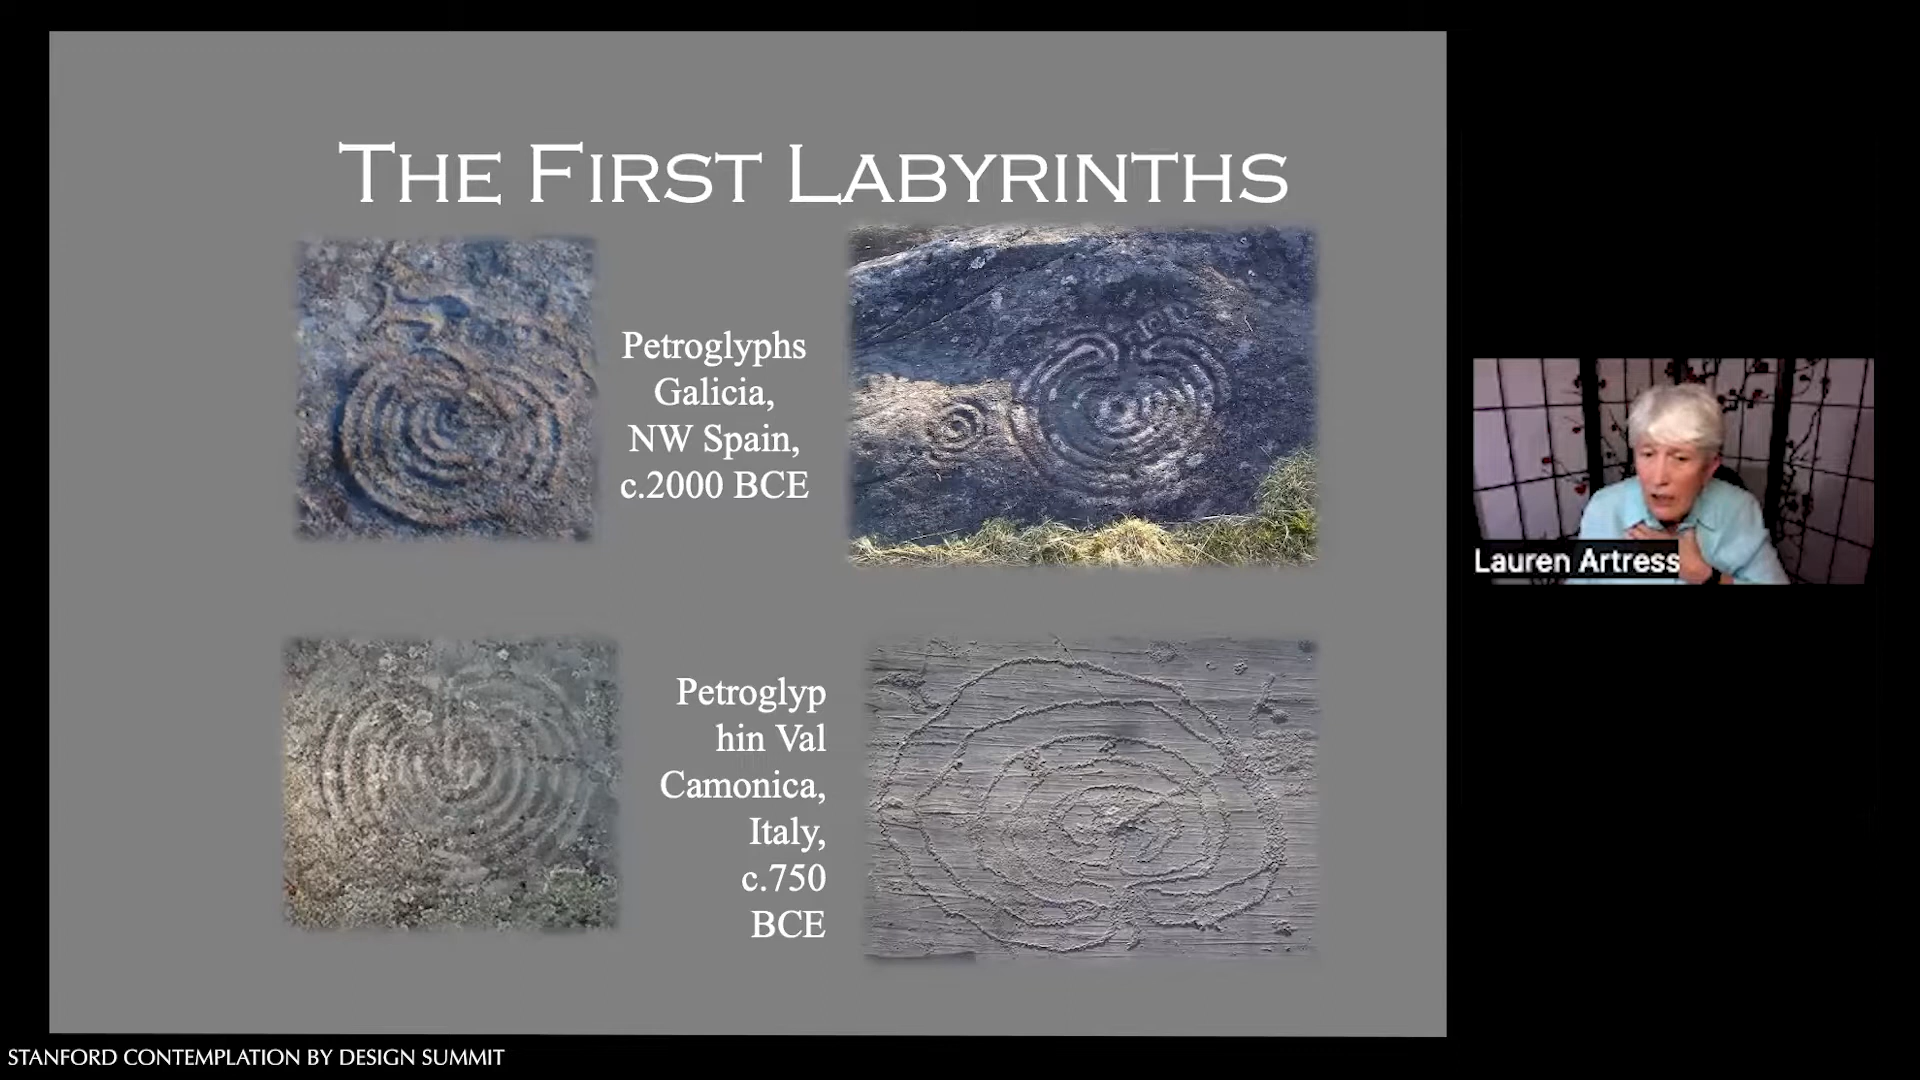 THE FIRST LABYRINTHS
Petroglyphs
Galicia,
NW Spain,
c.2000 BCE
Petroglyp
hin Val
Camonica,
Italy,
c.750
BCE
Lauren Artress
STANFORD CONTEMPLATION BY DESIGN SUMMIT